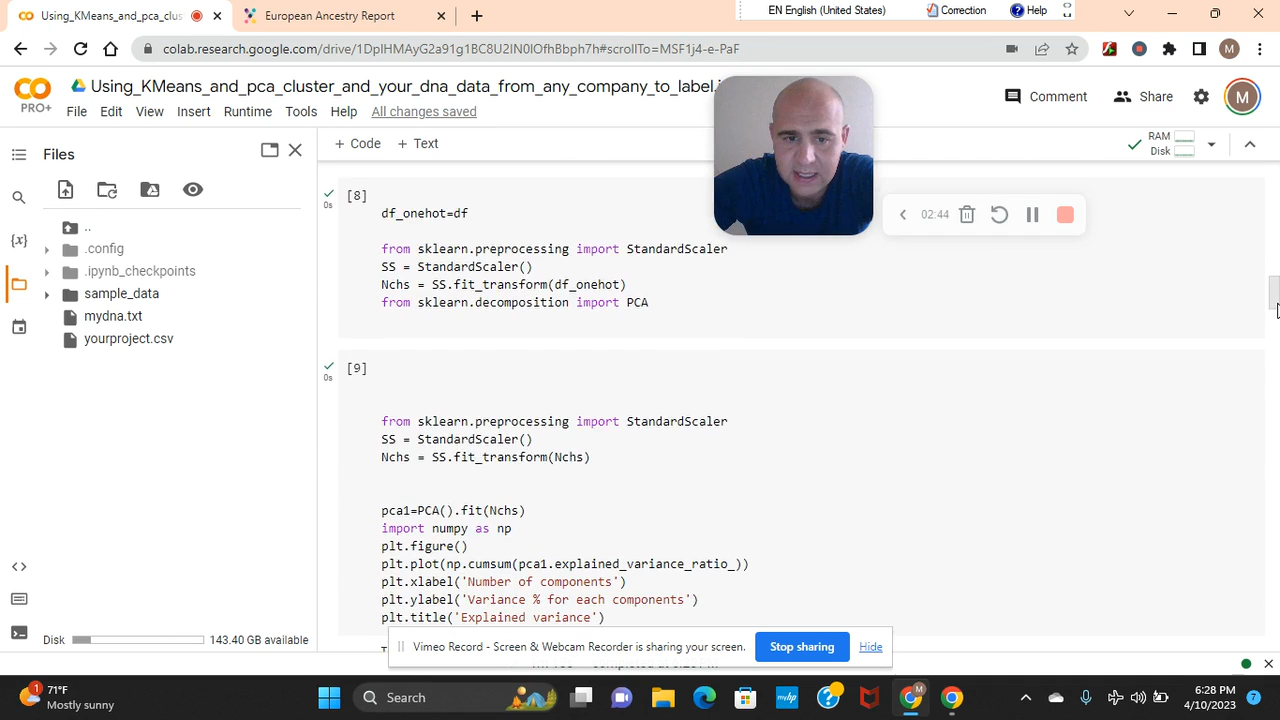 Using_KMeans_and_pca_clust
European Ancestry Report
EN English (United States)
Correction
Help
colab.research.google.com/drive/1DpIHMAyG2a91g1BC8U2IN0lOfhBbph7h#scrollTo=MSF1j4-e-PaF
M
PRO+
Using_KMeans_and_pca_cluster_and_your_dna_data_from_any_company_to_label.i
Comment
Share
M
File Edit View Insert Runtime Tools Help All changes saved
Files
+ Code + Text
RAM
Disk
..
.config
.ipynb_checkpoints
sample_data
mydna.txt
yourproject.csv
{x}
02:44
[8]
0s
df_onehot=df
from sklearn.preprocessing import StandardScaler
SS = StandardScaler()
Nchs = SS.fit_transform(df_onehot)
from sklearn.decomposition import PCA
[9]
0s
from sklearn.preprocessing import StandardScaler
SS = StandardScaler()
Nchs = SS.fit_transform(Nchs)
pca1=PCA().fit(Nchs)
import numpy as np
plt.figure()
plt.plot(np.cumsum(pca1.explained_variance_ratio_))
plt.xlabel('Number of components')
plt.ylabel('Variance % for each components')
plt.title('Explained variance')
Disk 143.40 GB available
Vimeo Record - Screen & Webcam Recorder is sharing your screen.
Stop sharing
Hide
1
71°F
Mostly sunny
Search
6:28 PM
4/10/2023
7